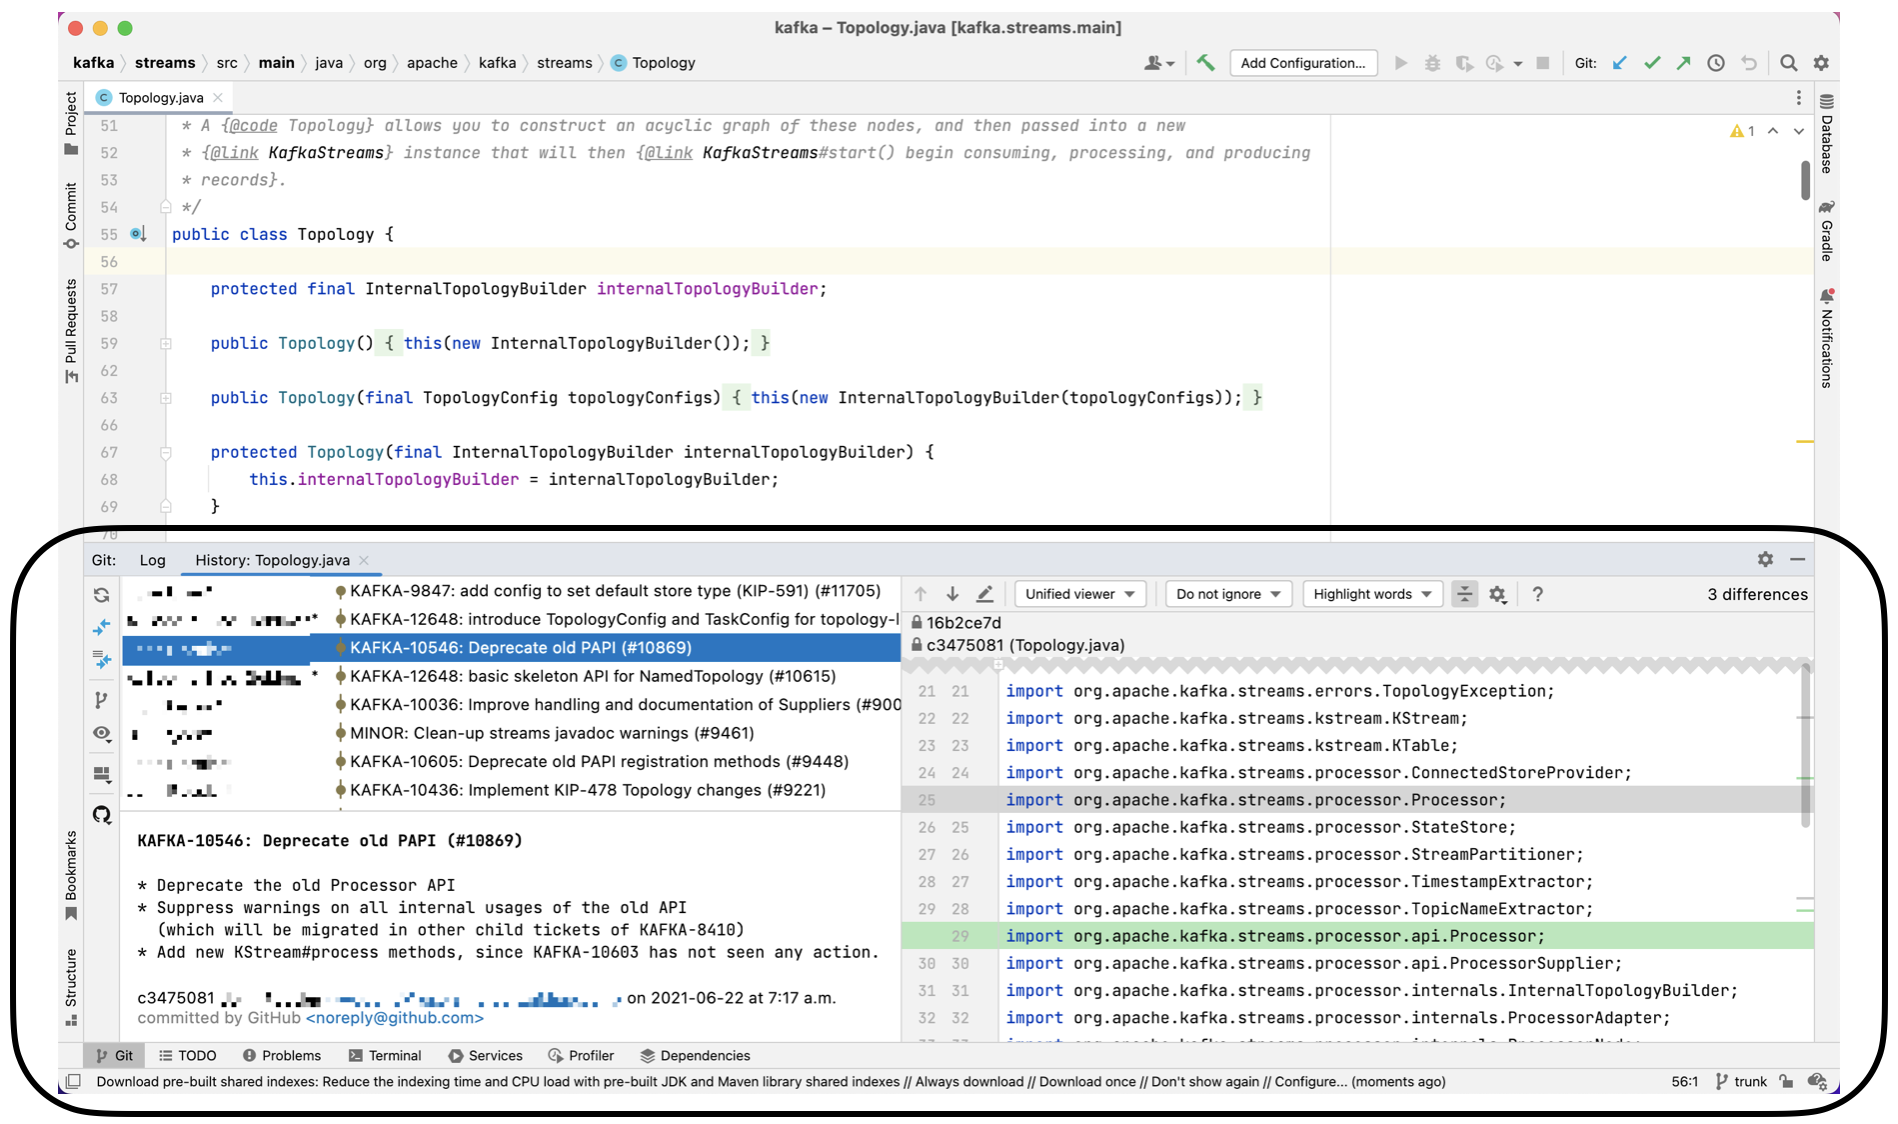 kafka – Topology.java [kafka.streams.main]
kafka streams src main java org apache kafka streams C Topology
Add Configuration... Git:
C Topology.java
Project
Commit
Pull Requests
Bookmarks
Structure
51 * A {@code Topology} allows you to construct an acyclic graph of these nodes, and then passed into a new
52 * {@link KafkaStreams} instance that will then {@link KafkaStreams#start() begin consuming, processing, and producing
53 * records}.
54 */
55 public class Topology {
56
57 protected final InternalTopologyBuilder internalTopologyBuilder;
58
59 public Topology() { this(new InternalTopologyBuilder()); }
62
63 public Topology(final TopologyConfig topologyConfigs) { this(new InternalTopologyBuilder(topologyConfigs)); }
66
67 protected Topology(final InternalTopologyBuilder internalTopologyBuilder) {
68 this.internalTopologyBuilder = internalTopologyBuilder;
69 }
70
1
Database
Gradle
Notifications
Git: Log History: Topology.java
* KAFKA-9847: add config to set default store type (KIP-591) (#11705)
* KAFKA-12648: introduce TopologyConfig and TaskConfig for topology-l
KAFKA-10546: Deprecate old PAPI (#10869)
* KAFKA-12648: basic skeleton API for NamedTopology (#10615)
KAFKA-10036: Improve handling and documentation of Suppliers (#900
MINOR: Clean-up streams javadoc warnings (#9461)
KAFKA-10605: Deprecate old PAPI registration methods (#9448)
KAFKA-10436: Implement KIP-478 Topology changes (#9221)
KAFKA-10546: Deprecate old PAPI (#10869)
* Deprecate the old Processor API
* Suppress warnings on all internal usages of the old API
(which will be migrated in other child tickets of KAFKA-8410)
* Add new KStream#process methods, since KAFKA-10603 has not seen any action.
c3475081 on 2021-06-22 at 7:17 a.m.
committed by GitHub <noreply@github.com>
Unified viewer Do not ignore Highlight words ? 3 differences
16b2ce7d
c3475081 (Topology.java)
21 21 import org.apache.kafka.streams.errors.TopologyException;
22 22 import org.apache.kafka.streams.kstream.KStream;
23 23 import org.apache.kafka.streams.kstream.KTable;
24 24 import org.apache.kafka.streams.processor.ConnectedStoreProvider;
25 import org.apache.kafka.streams.processor.Processor;
26 25 import org.apache.kafka.streams.processor.StateStore;
27 26 import org.apache.kafka.streams.processor.StreamPartitioner;
28 27 import org.apache.kafka.streams.processor.TimestampExtractor;
29 28 import org.apache.kafka.streams.processor.TopicNameExtractor;
29 import org.apache.kafka.streams.processor.api.Processor;
30 30 import org.apache.kafka.streams.processor.api.ProcessorSupplier;
31 31 import org.apache.kafka.streams.processor.internals.InternalTopologyBuilder;
32 32 import org.apache.kafka.streams.processor.internals.ProcessorAdapter;
Git TODO Problems Terminal Services Profiler Dependencies
Download pre-built shared indexes: Reduce the indexing time and CPU load with pre-built JDK and Maven library shared indexes // Always download // Download once // Don't show again // Configure... (moments ago) 56:1 trunk